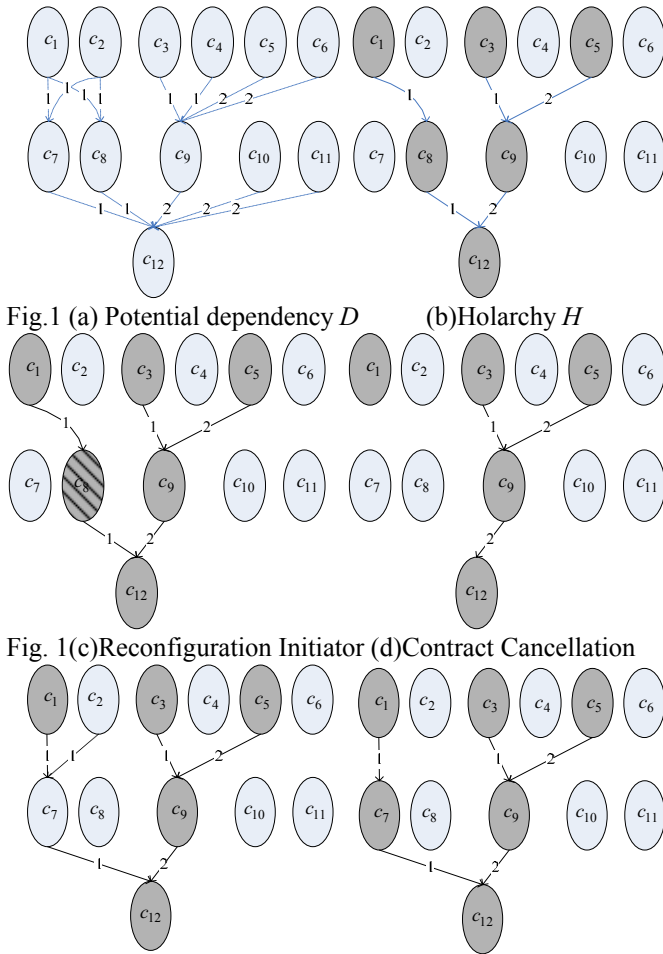 c1 c2 c3 c4 c5 c6 c1 c2 c3 c4 c5 c6
1 1 1 1 1 1 2 2 1 1 2
c7 c8 c9 c10 c11 c7 c8 c9 c10 c11
1 1 2 2 2 1 2
c12 c12
Fig.1 (a) Potential dependency D (b)Holarchy H
c1 c2 c3 c4 c5 c6 c1 c2 c3 c4 c5 c6
1 1 2 1 2
c7 c8 c9 c10 c11 c7 c8 c9 c10 c11
1 2 2
c12 c12
Fig. 1(c)Reconfiguration Initiator (d)Contract Cancellation
c1 c2 c3 c4 c5 c6 c1 c2 c3 c4 c5 c6
1 1 1 2 1 1 2
c7 c8 c9 c10 c11 c7 c8 c9 c10 c11
1 2 1 2
c12 c12